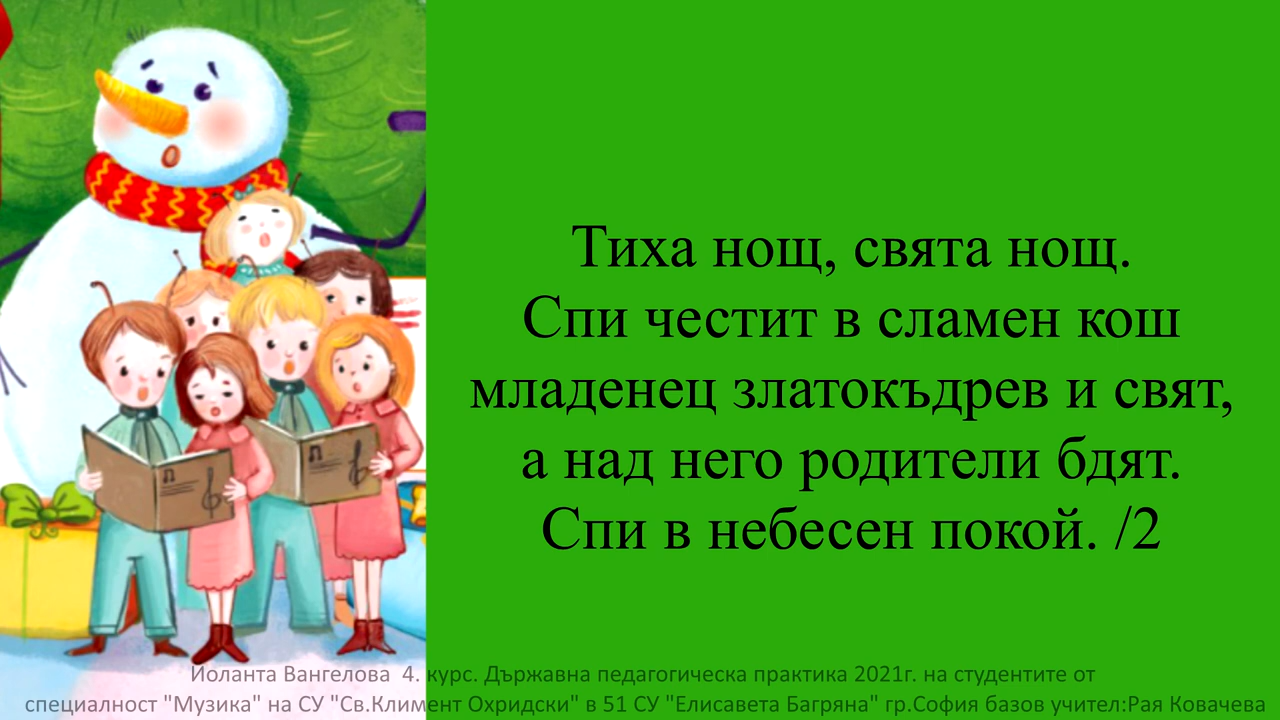 Тиха нощ, свята нощ.
Спи честит в сламен кош
младенец златокъдрев и свят,
а над него родители бдят.
Спи в небесен покой. /2
Йоланта Вангелова  4. курс. Държавна педагогическа практика 2021г. на студентите от
специалност "Музика" на СУ "Св.Климент Охридски" в 51 СУ "Елисавета Багряна" гр.София базов учител:Рая Ковачева